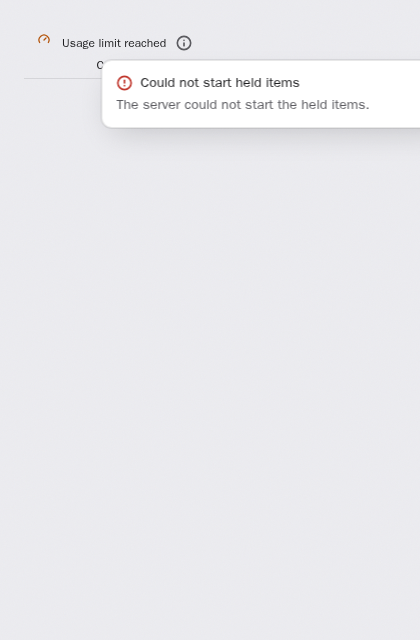 Usage limit reached
Could not start held items
The server could not start the held items.